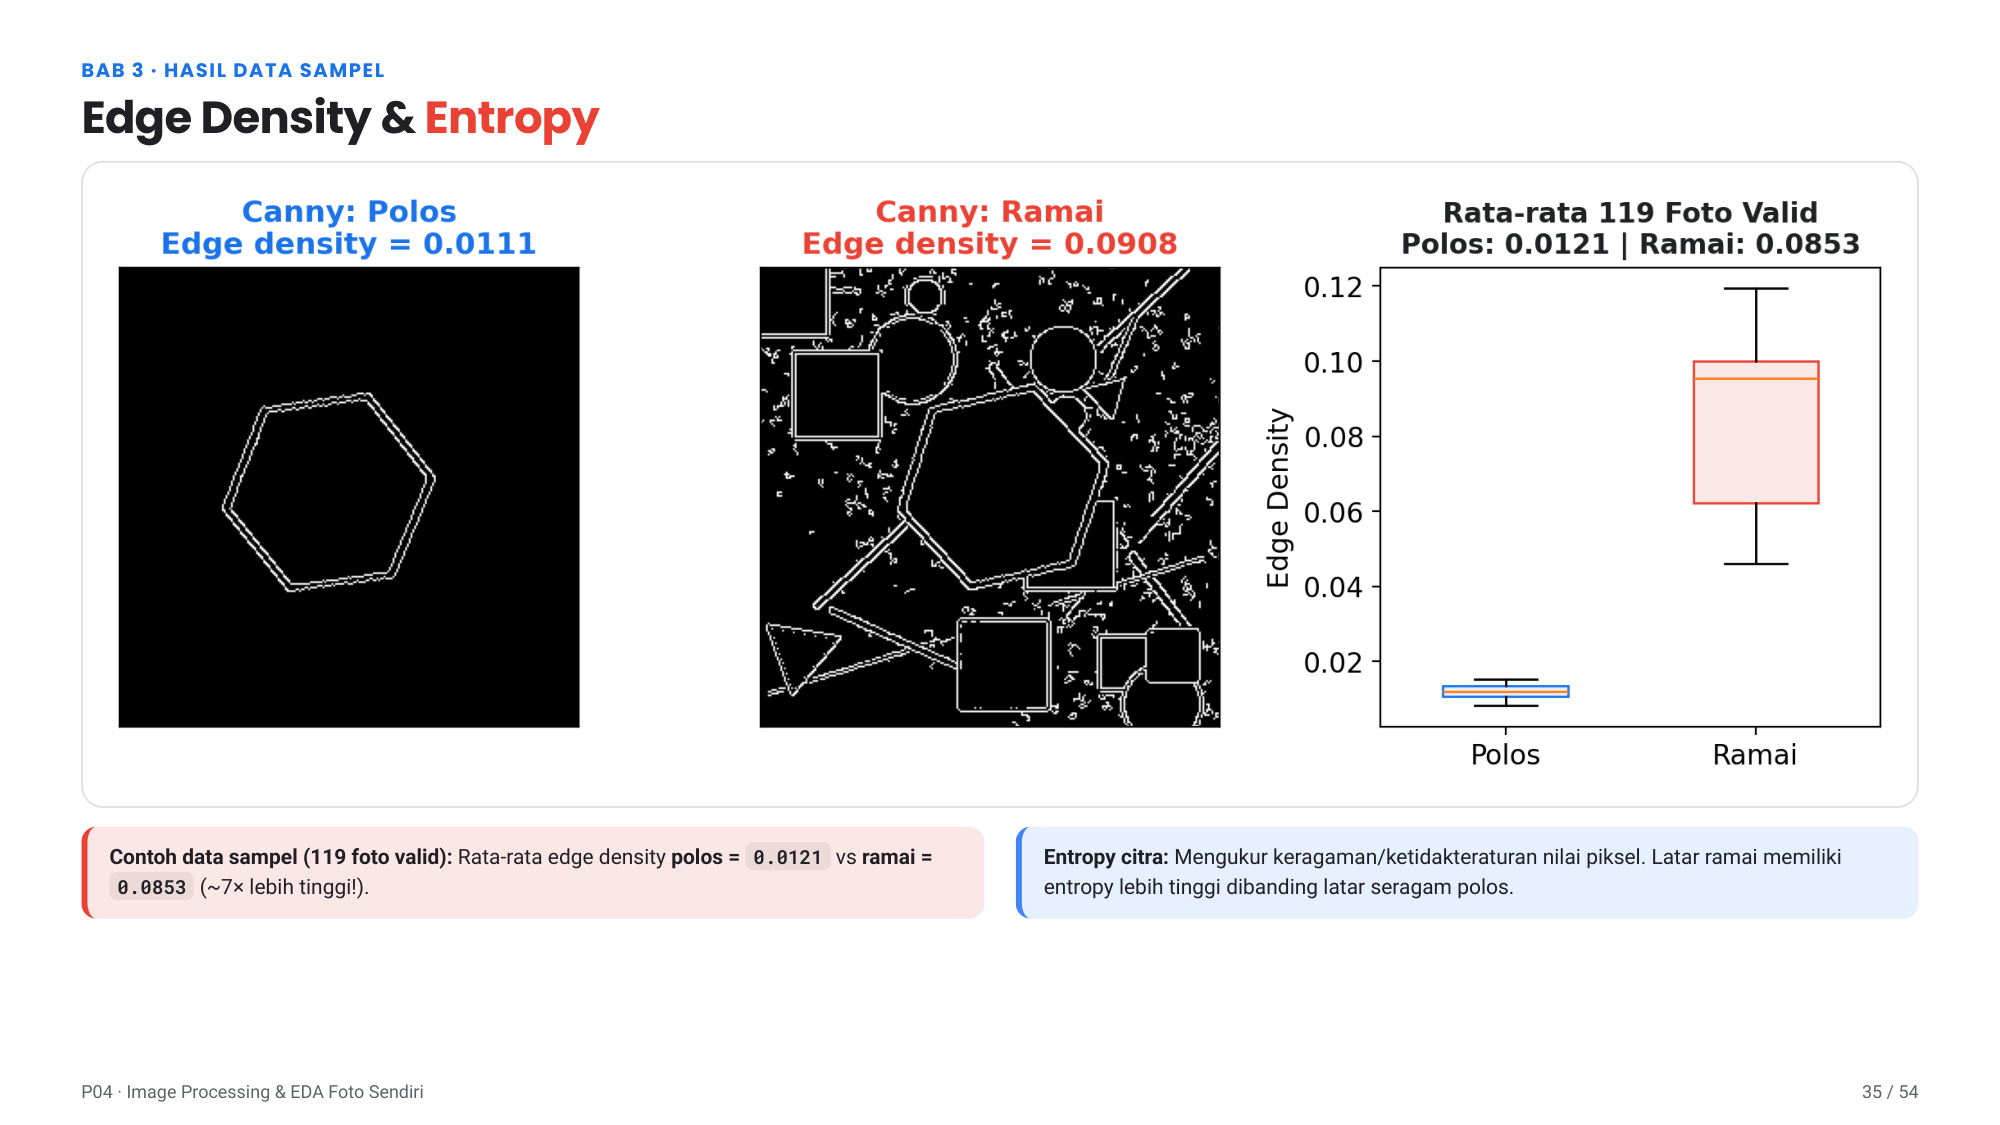 BAB 3 · HASIL DATA SAMPEL
Edge Density & Entropy
Canny: Polos
Edge density = 0.0111
Canny: Ramai
Edge density = 0.0908
Rata-rata 119 Foto Valid
Polos: 0.0121 | Ramai: 0.0853
0.12
0.10
0.08
0.06
0.04
0.02
Edge Density
Polos
Ramai
Contoh data sampel (119 foto valid): Rata-rata edge density polos = 0.0121 vs ramai =
0.0853 (~7× lebih tinggi!).
Entropy citra: Mengukur keragaman/ketidakteraturan nilai piksel. Latar ramai memiliki
entropy lebih tinggi dibanding latar seragam polos.
P04 · Image Processing & EDA Foto Sendiri
35 / 54